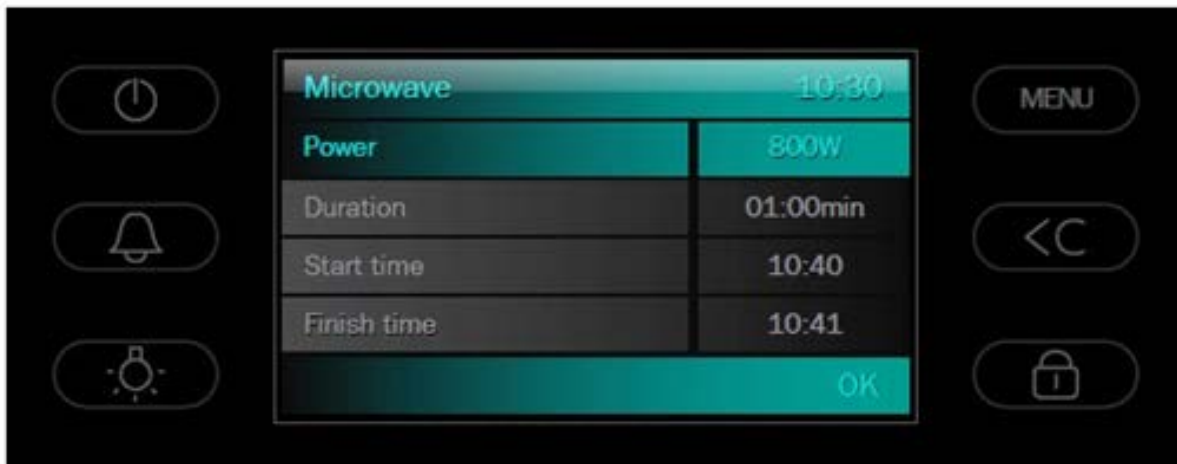 Microwave 10:30
MENU
Power 800W
Duration 01:00min
<C
Start time 10:40
Finish time 10:41
OK